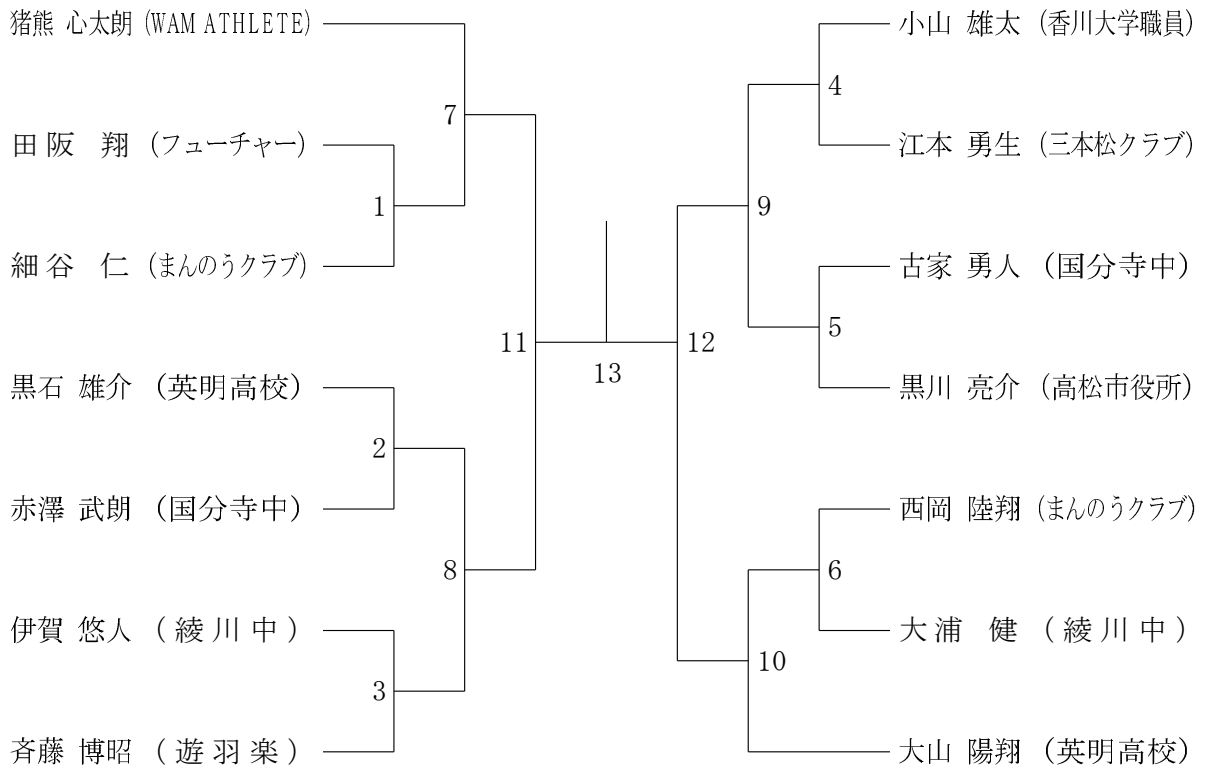 猪熊 心太朗 (WAM ATHLETE)
7
田阪 翔 (フューチャー)
1
細谷 仁 (まんのうクラブ)
11
黒石 雄介 (英明高校)
2
赤澤 武朗 (国分寺中)
8
伊賀 悠人 (綾川中)
3
斉藤 博昭 (遊羽楽)
13
小山 雄太 (香川大学職員)
4
江本 勇生 (三本松クラブ)
9
古家 勇人 (国分寺中)
5
黒川 亮介 (高松市役所)
12
西岡 陸翔 (まんのうクラブ)
6
大浦 健 (綾川中)
10
大山 陽翔 (英明高校)